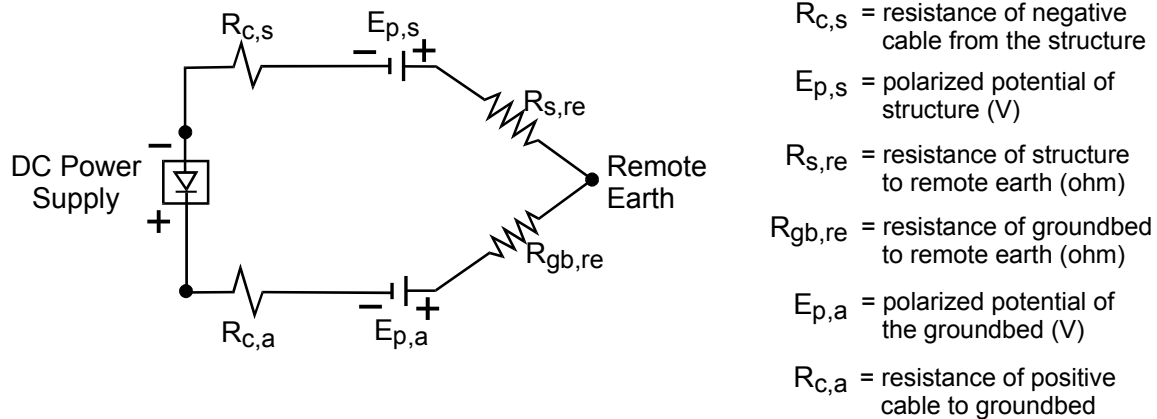 R_c,s
E_p,s
− +
R_s,re
−
DC Power
Supply
+
Remote
Earth
R_gb,re
− +
R_c,a
E_p,a
R_c,s = resistance of negative
cable from the structure
E_p,s = polarized potential of
structure (V)
R_s,re = resistance of structure
to remote earth (ohm)
R_gb,re = resistance of groundbed
to remote earth (ohm)
E_p,a = polarized potential of
the groundbed (V)
R_c,a = resistance of positive
cable to groundbed